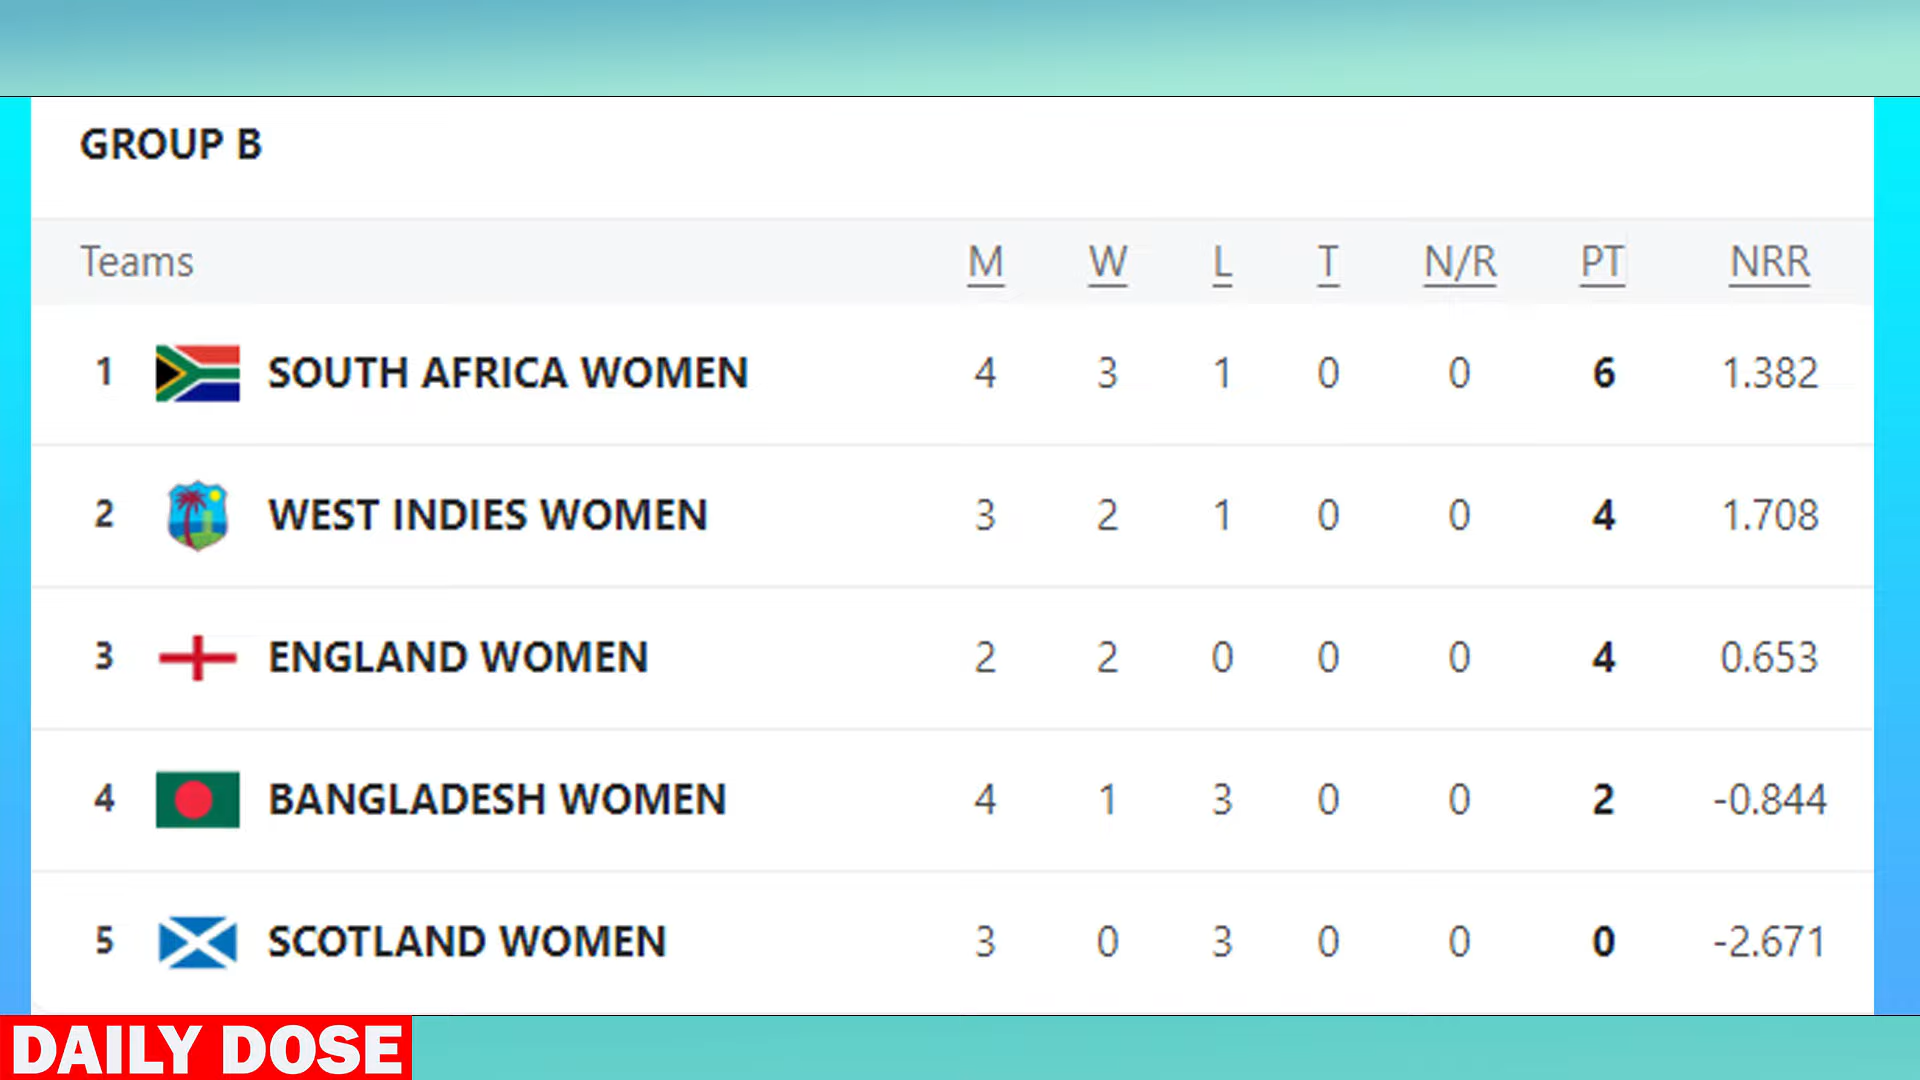 GROUP B
Teams M W L T N/R PT NRR
1 SOUTH AFRICA WOMEN 4 3 1 0 0 6 1.382
2 WEST INDIES WOMEN 3 2 1 0 0 4 1.708
3 ENGLAND WOMEN 2 2 0 0 0 4 0.653
4 BANGLADESH WOMEN 4 1 3 0 0 2 -0.844
5 SCOTLAND WOMEN 3 0 3 0 0 0 -2.671
DAILY DOSE